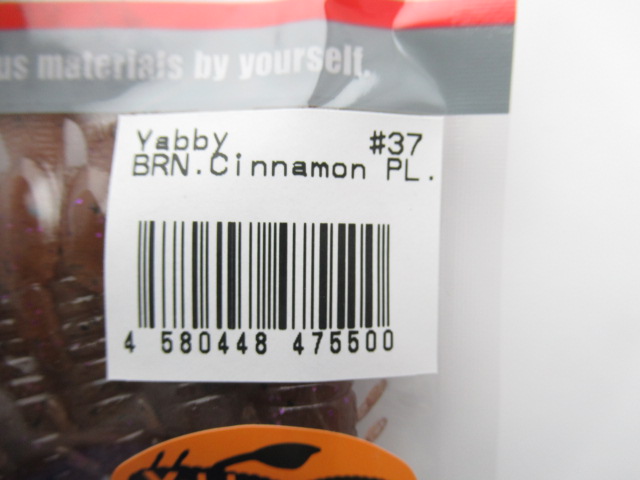 us materials by yourself.
Yabby #37
BRN.Cinnamon PL.
4 580448 475500